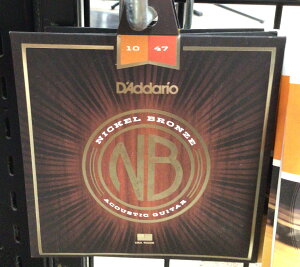 10 47
D'Addario
NICKEL BRONZE
NB
ACOUSTIC GUITAR